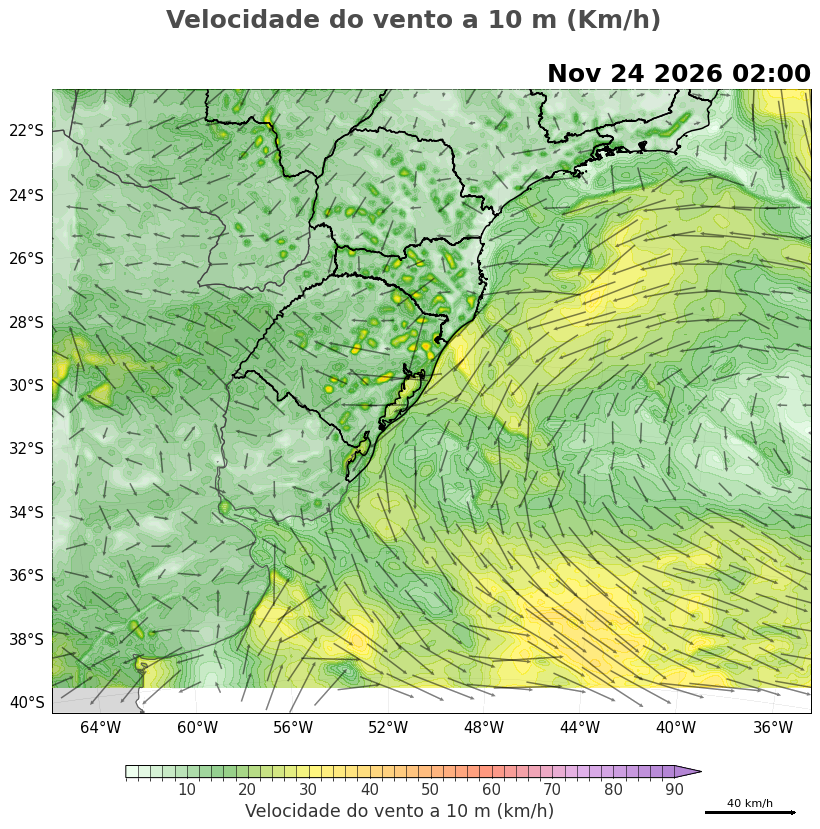 Velocidade do vento a 10 m (Km/h)
Nov 24 2026 02:00
22°S
24°S
26°S
28°S
30°S
32°S
34°S
36°S
38°S
40°S
64°W 60°W 56°W 52°W 48°W 44°W 40°W 36°W
10 20 30 40 50 60 70 80 90
Velocidade do vento a 10 m (km/h)
40 km/h